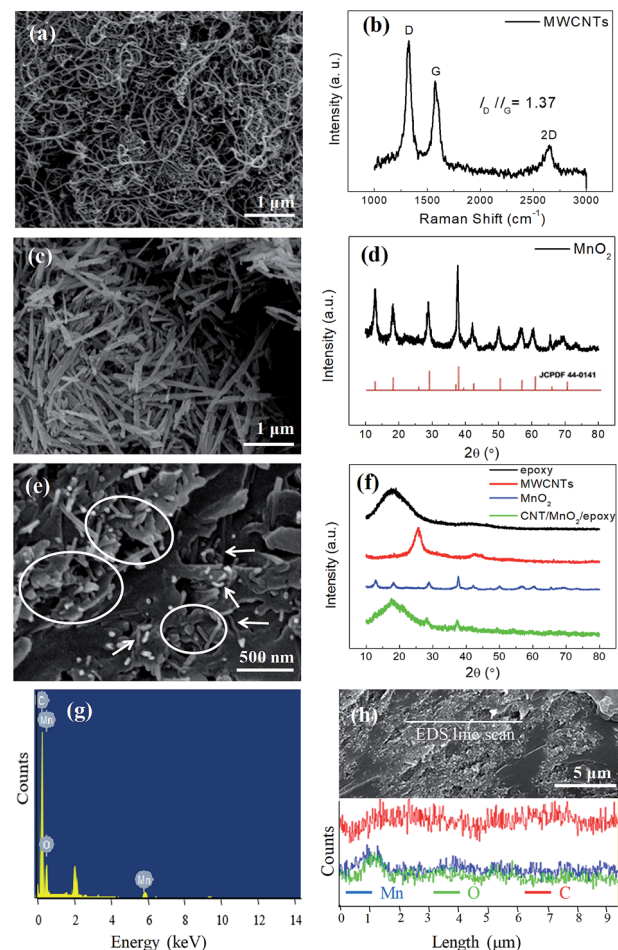 (a)
1 μm
(b)
MWCNTs
D
G
I_D /I_G = 1.37
2D
Intensity (a. u.)
1000 1500 2000 2500 3000
Raman Shift (cm⁻¹)
(c)
1 μm
(d)
MnO₂
JCPDF 44-0141
Intensity (a.u.)
10 20 30 40 50 60 70 80
2θ (°)
(e)
500 nm
(f)
epoxy
MWCNTs
MnO₂
CNT/MnO₂/epoxy
Intensity (a.u.)
10 20 30 40 50 60 70 80
2θ (°)
(g)
C
Mn
O
Mn
Counts
0 2 4 6 8 10 12 14
Energy (keV)
(h)
EDS line scan
5 μm
Counts
Mn O C
0 1 2 3 4 5 6 7 8 9
Length (μm)